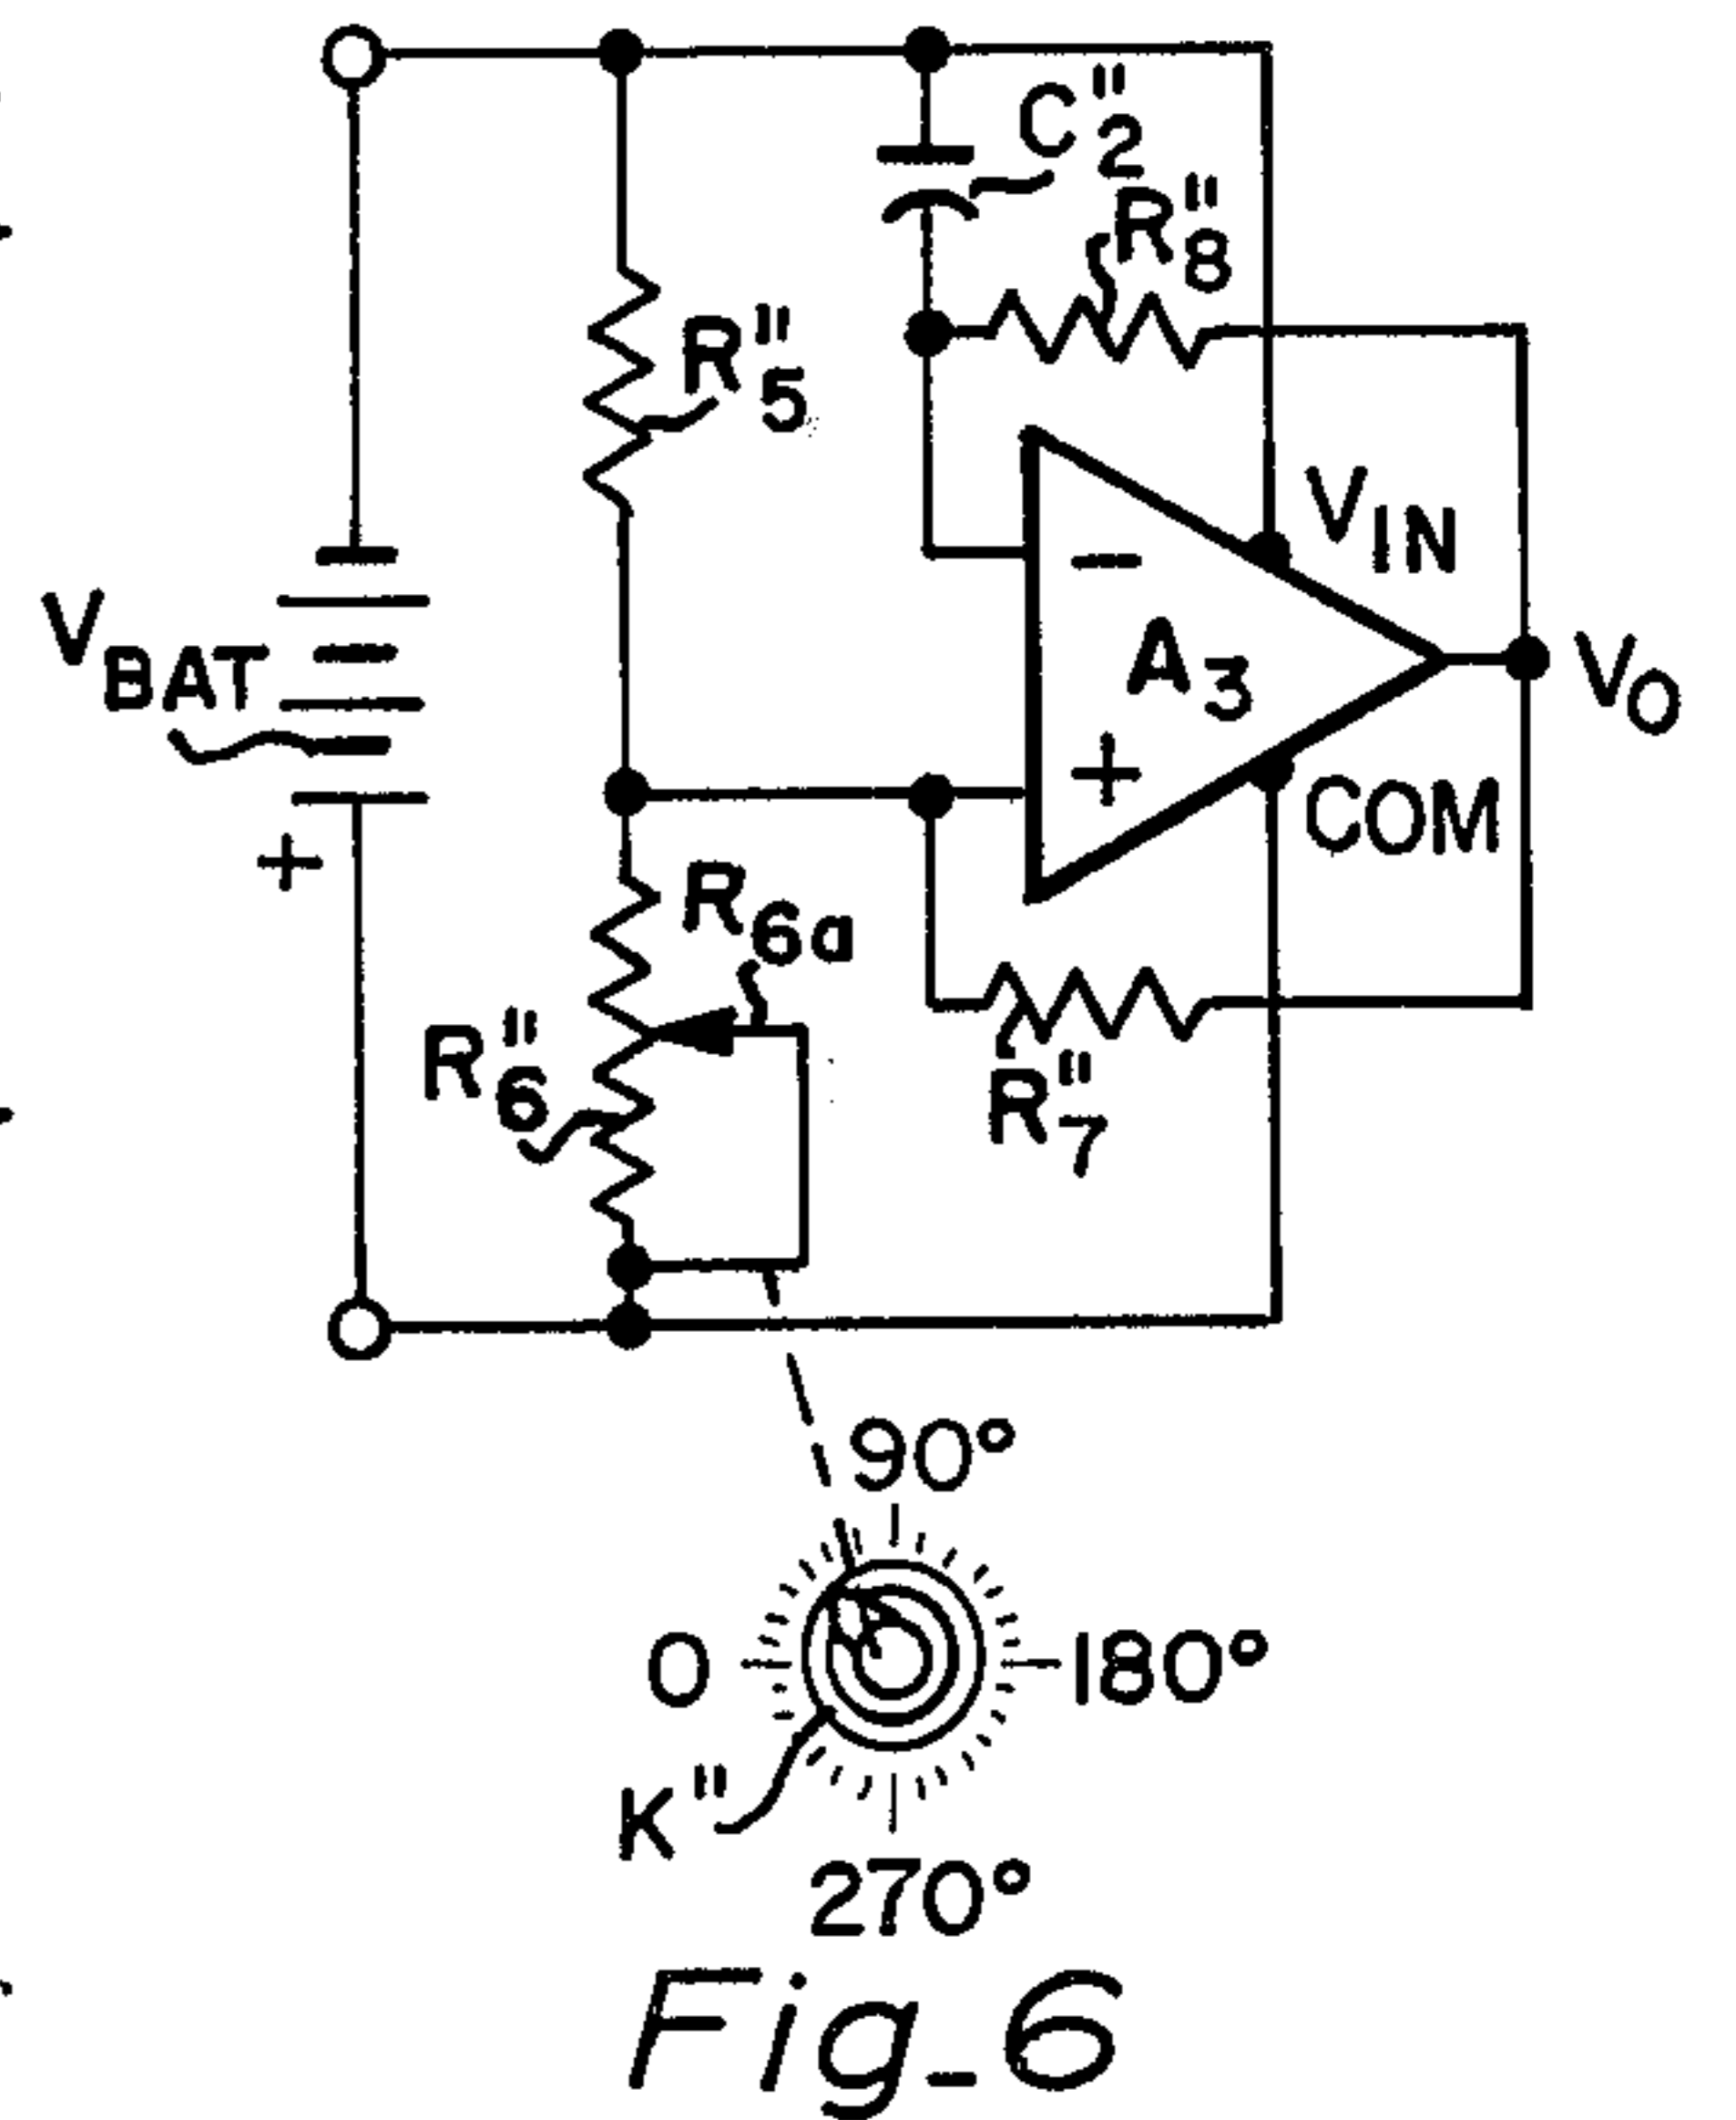 C"2
R"8
R"5
VIN
VBAT
−
A3
VO
+
COM
+
R6a
R"6
R"7
90°
0
180°
K"
270°
Fig_6